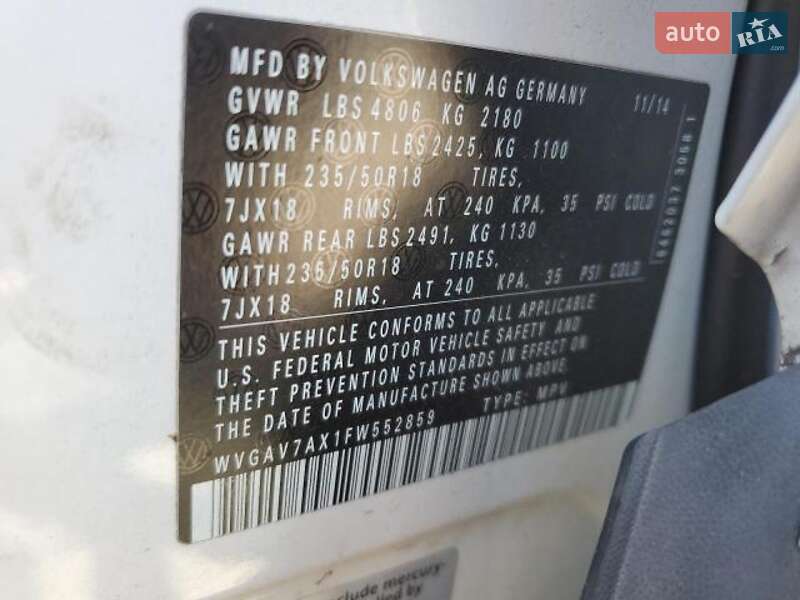 auto RIA .com
MFD BY VOLKSWAGEN AG GERMANY 11/14
GVWR LBS 4806 KG 2180
GAWR FRONT LBS 2425, KG 1100
WITH 235/50R18 TIRES,
7JX18 RIMS, AT 240 KPA, 35 PSI COLD
GAWR REAR LBS 2491, KG 1130
WITH 235/50R18 TIRES,
7JX18 RIMS, AT 240 KPA, 35 PSI COLD
THIS VEHICLE CONFORMS TO ALL APPLICABLE
U.S. FEDERAL MOTOR VEHICLE SAFETY AND
THEFT PREVENTION STANDARDS IN EFFECT ON
THE DATE OF MANUFACTURE SHOWN ABOVE.
WVGAV7AX1FW552859 TYPE: MPV
include mercury-
by